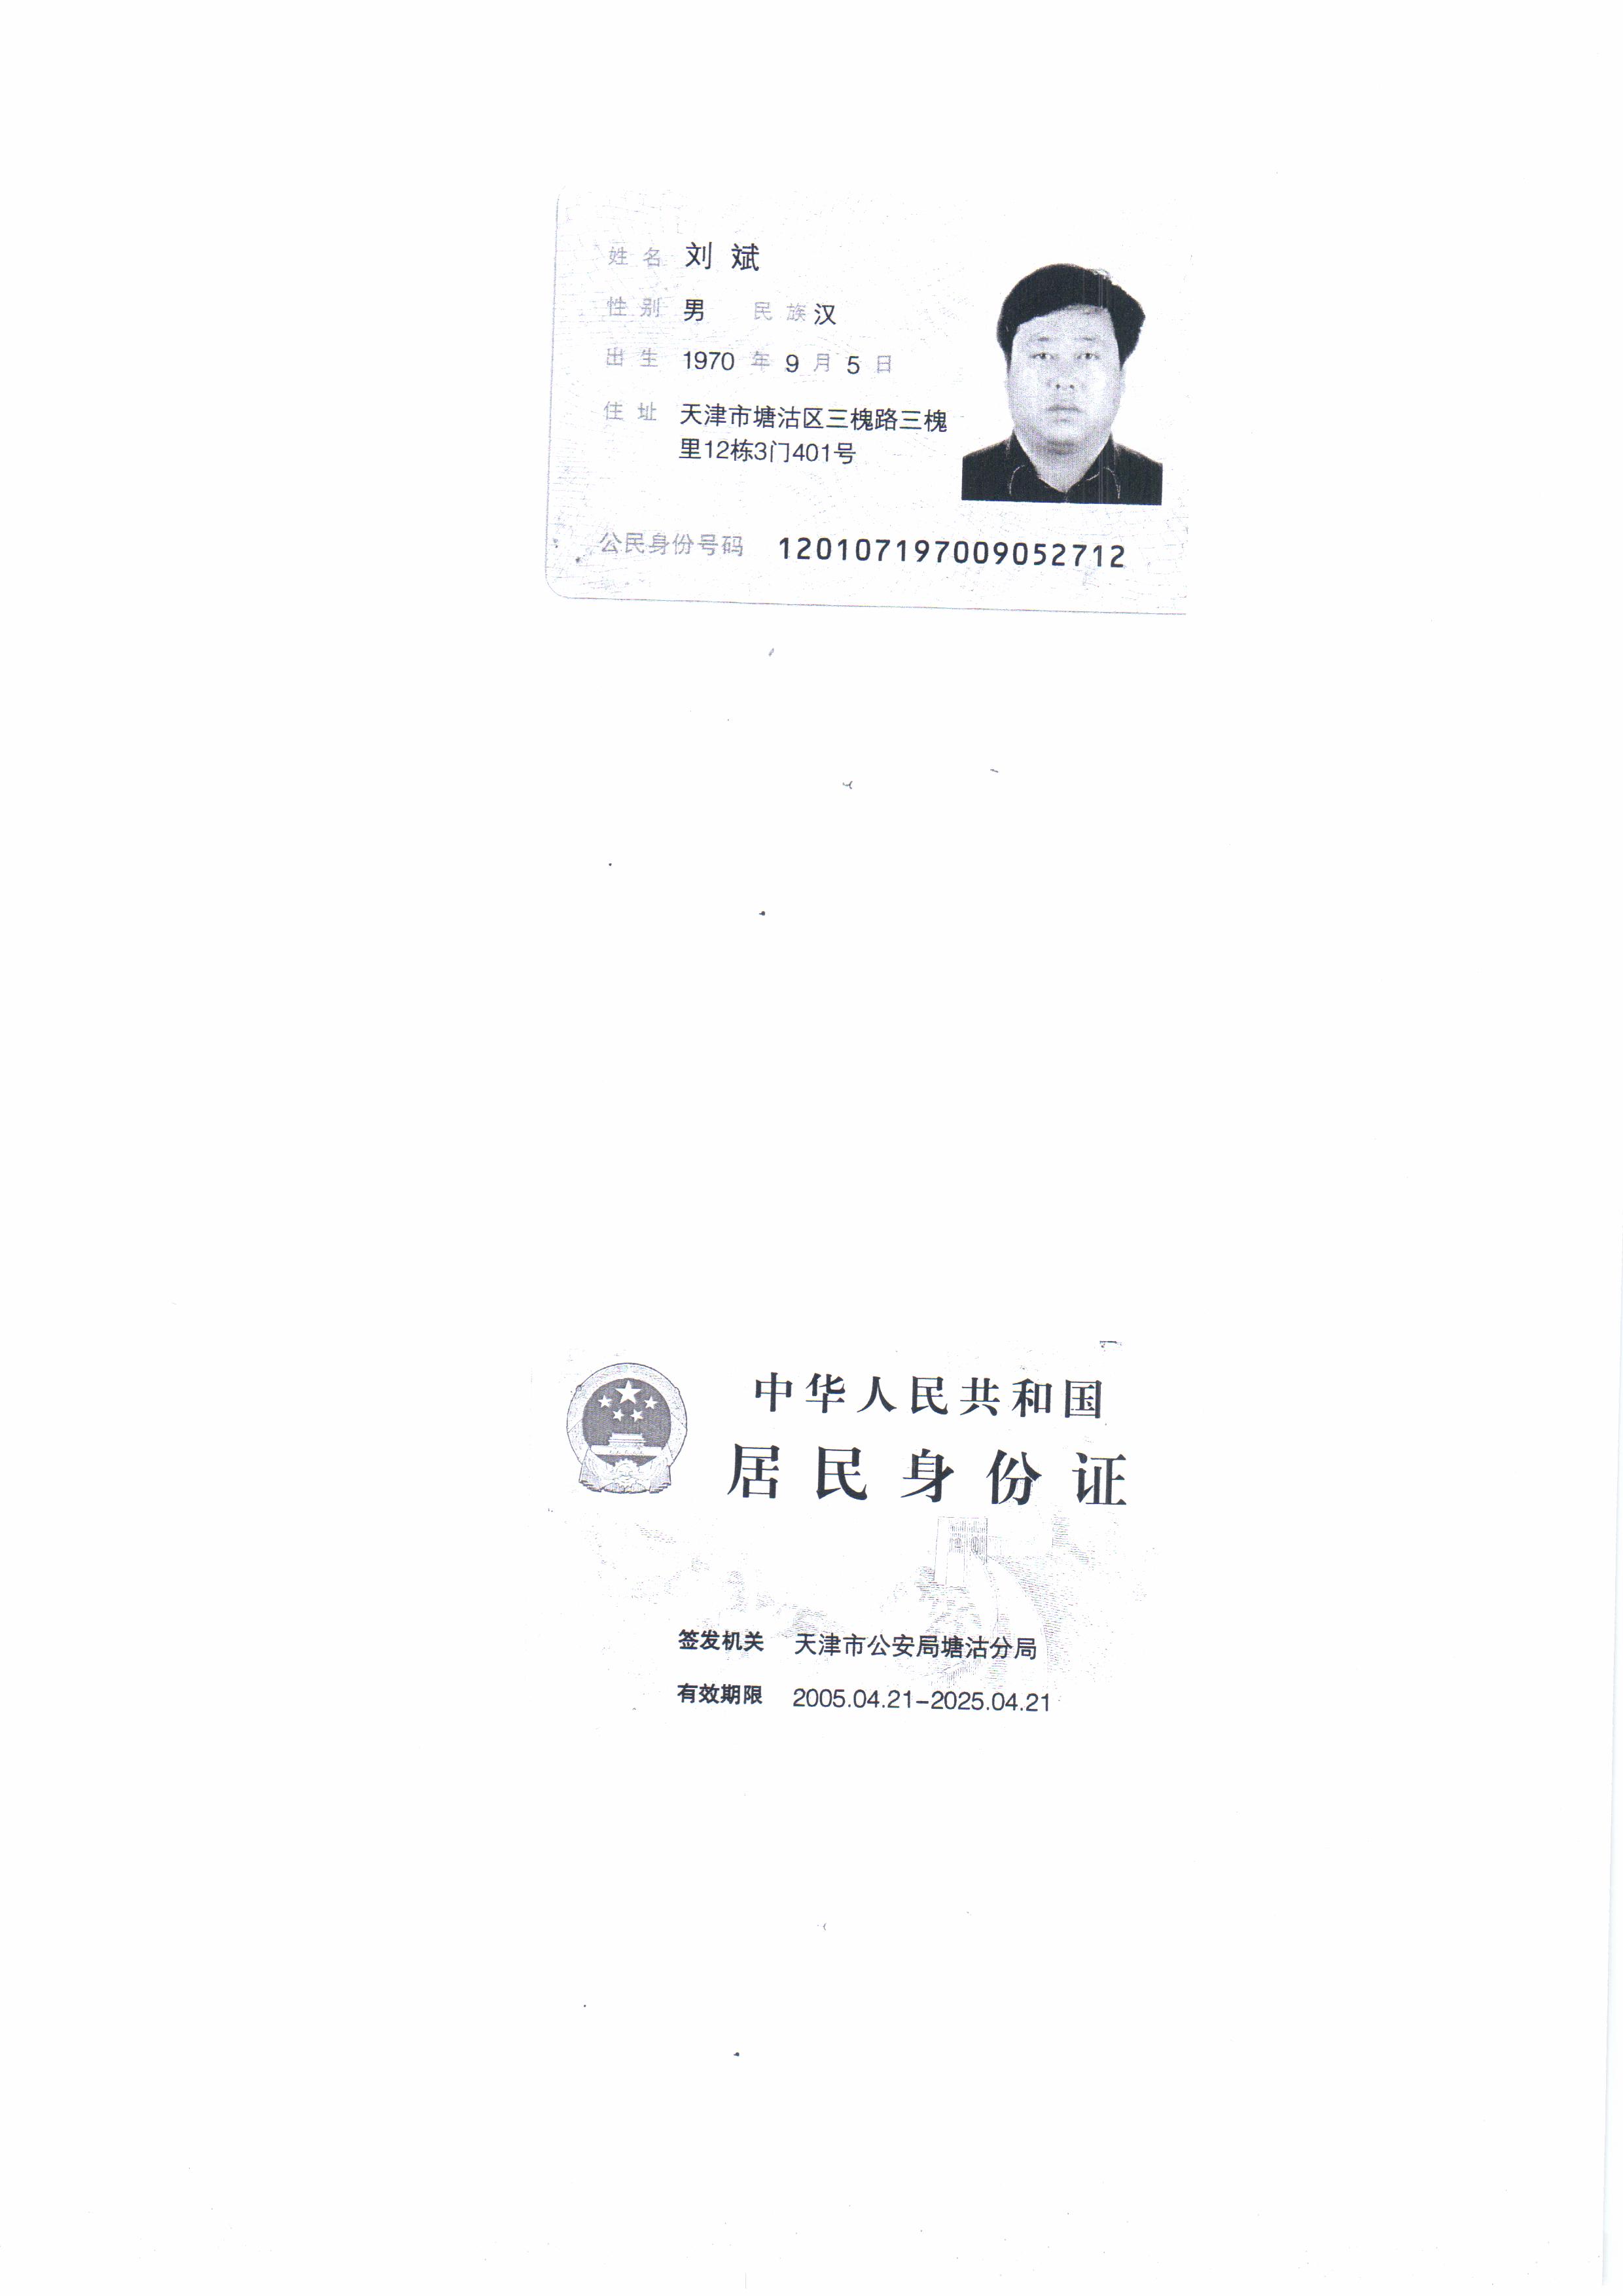 姓名 刘斌
性别 男 民族 汉
出生 1970 年 9 月 5 日
住址 天津市塘沽区三槐路三槐
里12栋3门401号
公民身份号码 120107197009052712
中华人民共和国
居民身份证
签发机关 天津市公安局塘沽分局
有效期限 2005.04.21-2025.04.21